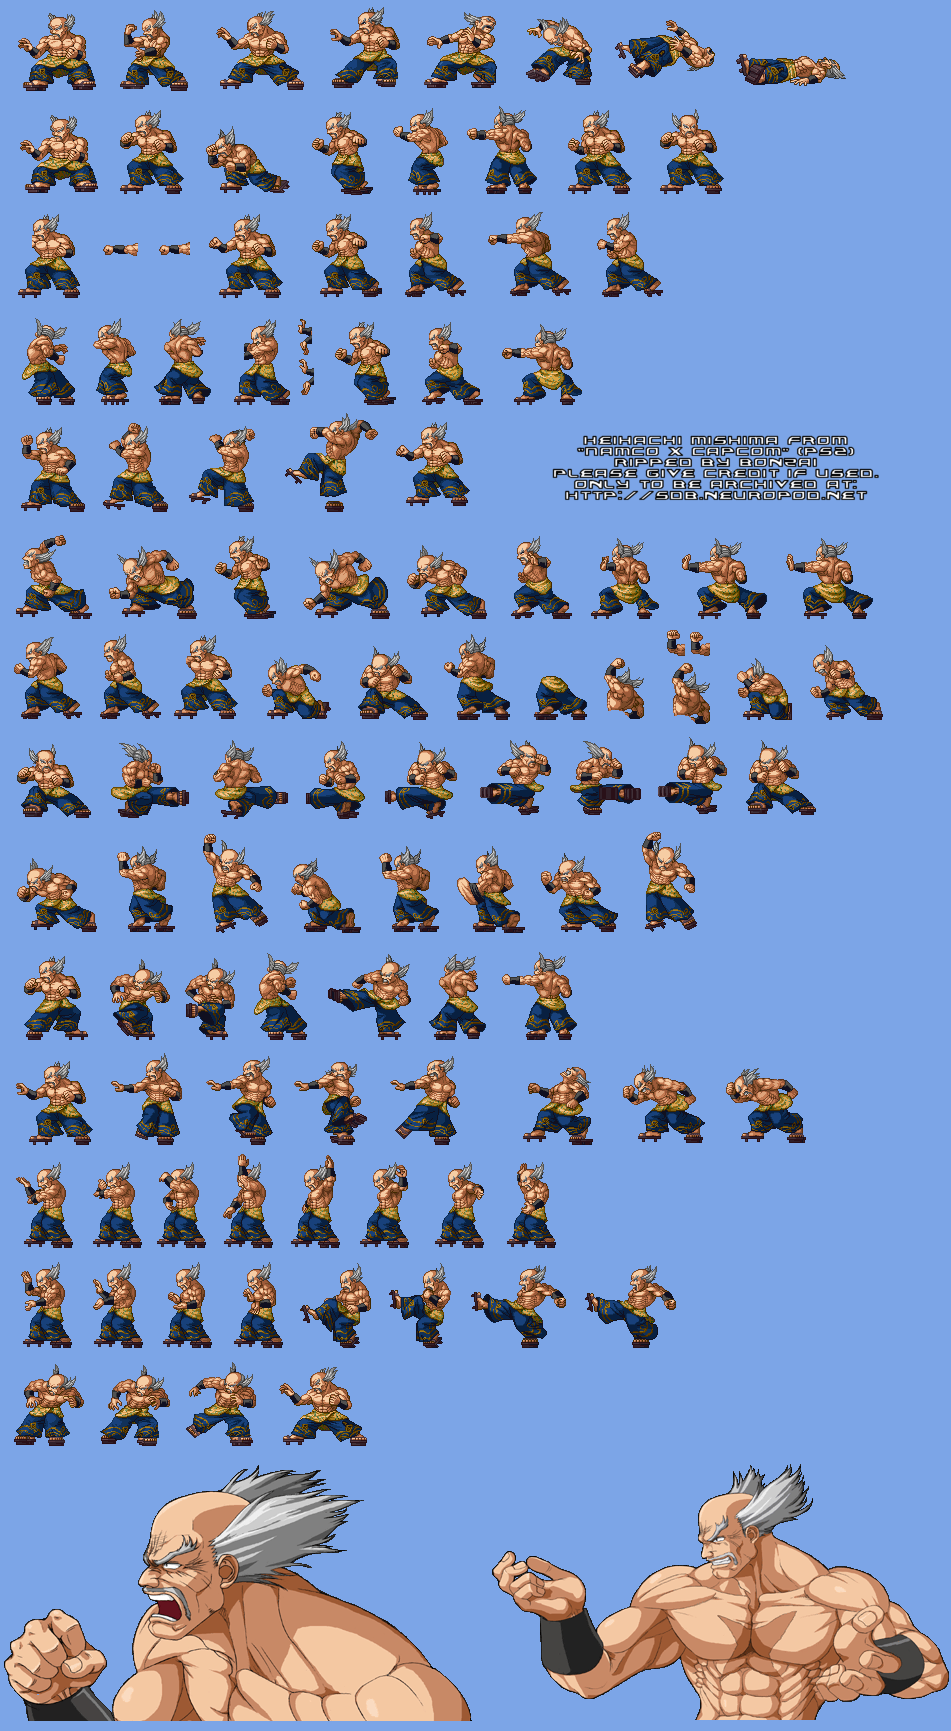 HEIHACHI MISHIMA FROM
"NAMCO X CAPCOM" (PS2)
RIPPED BY BONZAI
PLEASE GIVE CREDIT IF USED.
ONLY TO BE ARCHIVED AT:
HTTP://SDB.NEUROPOD.NET